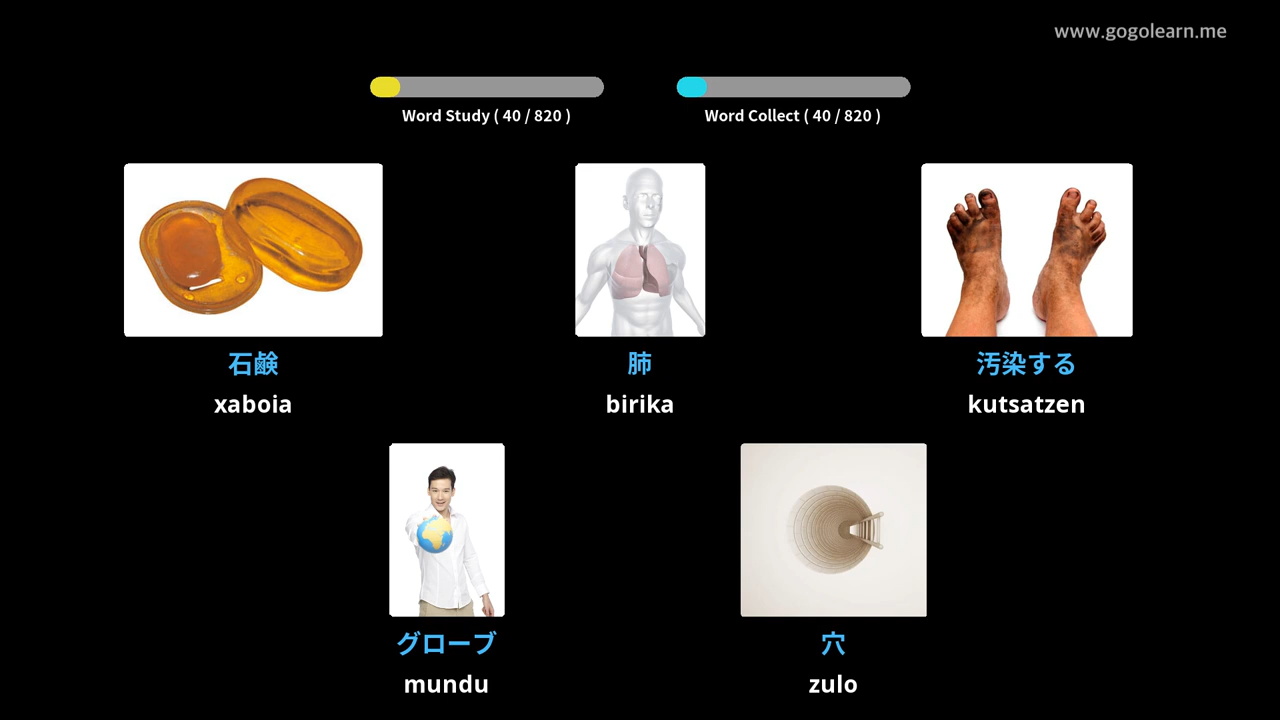 www.gogolearn.me
Word Study ( 40 / 820 )
Word Collect ( 40 / 820 )
石鹸
肺
汚染する
xaboia
birika
kutsatzen
グローブ
穴
mundu
zulo